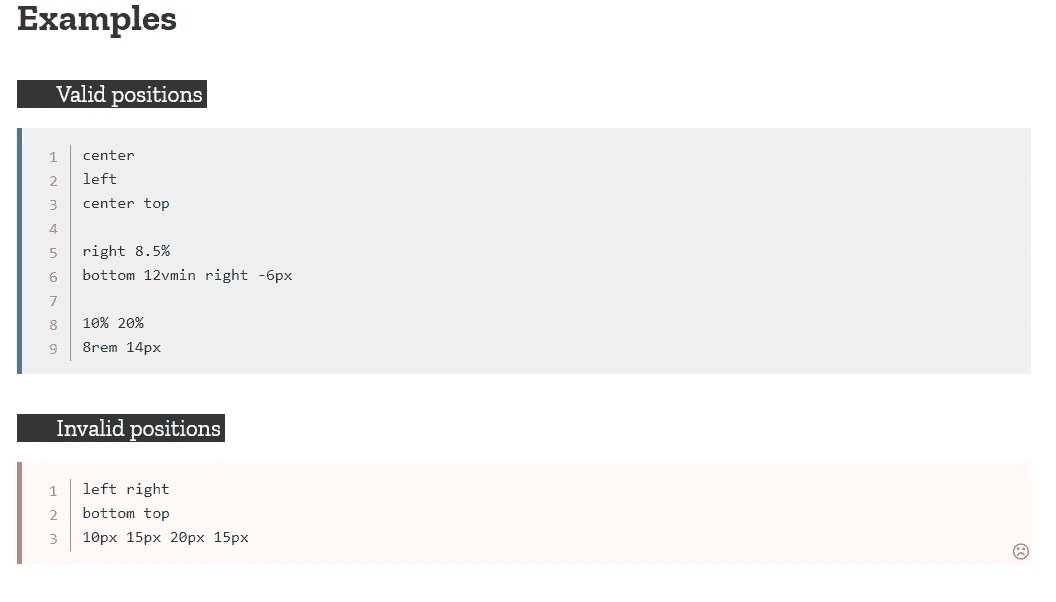 Examples
Valid positions
1 center
2 left
3 center top
4
5 right 8.5%
6 bottom 12vmin right -6px
7
8 10% 20%
9 8rem 14px
Invalid positions
1 left right
2 bottom top
3 10px 15px 20px 15px